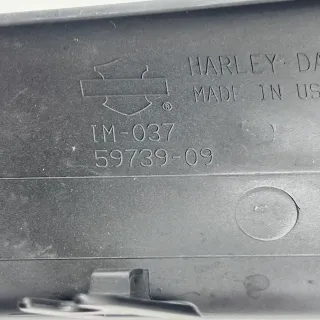 HARLEY-DA
MADE IN US
®
IM-037
59739-09